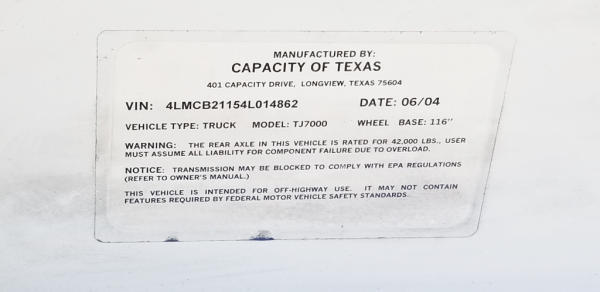 MANUFACTURED BY:
CAPACITY OF TEXAS
401 CAPACITY DRIVE, LONGVIEW, TEXAS 75604
VIN: 4LMCB21154L014862 DATE: 06/04
VEHICLE TYPE: TRUCK MODEL: TJ7000 WHEEL BASE: 116"
WARNING: THE REAR AXLE IN THIS VEHICLE IS RATED FOR 42,000 LBS., USER
MUST ASSUME ALL LIABILITY FOR COMPONENT FAILURE DUE TO OVERLOAD.
NOTICE: TRANSMISSION MAY BE BLOCKED TO COMPLY WITH EPA REGULATIONS
(REFER TO OWNER'S MANUAL.)
THIS VEHICLE IS INTENDED FOR OFF-HIGHWAY USE. IT MAY NOT CONTAIN
FEATURES REQUIRED BY FEDERAL MOTOR VEHICLE SAFETY STANDARDS.